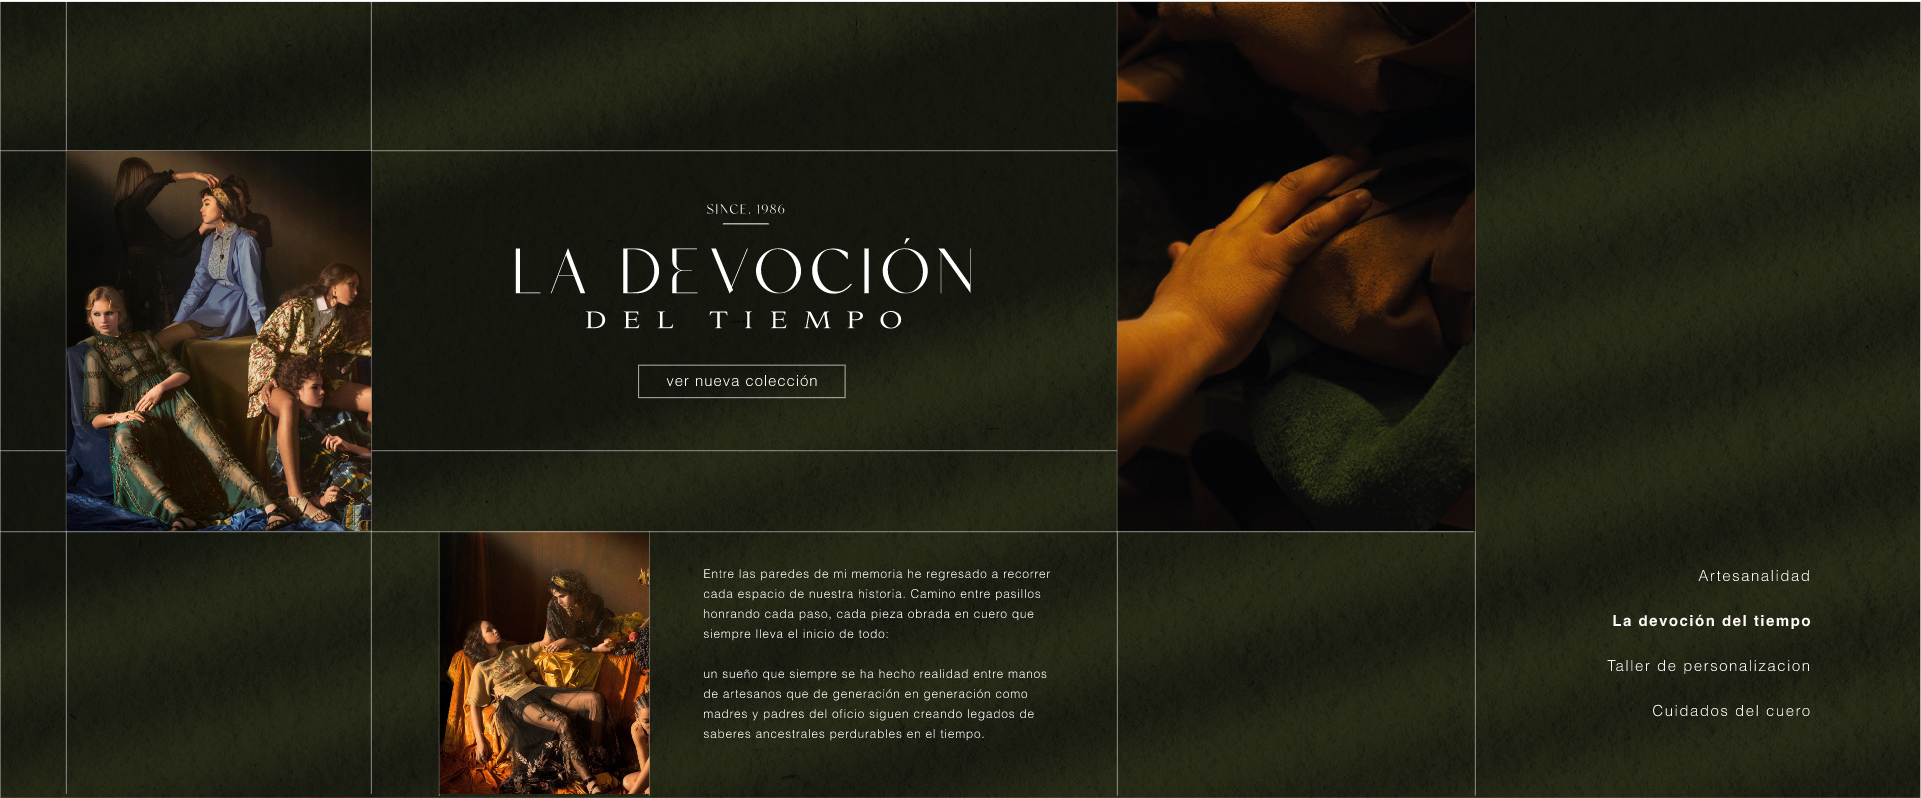 SINCE. 1986
LA DEVOCIÓN
DEL TIEMPO
ver nueva colección
Entre las paredes de mi memoria he regresado a recorrer
cada espacio de nuestra historia. Camino entre pasillos
honrando cada paso, cada pieza obrada en cuero que
siempre lleva el inicio de todo:
un sueño que siempre se ha hecho realidad entre manos
de artesanos que de generación en generación como
madres y padres del oficio siguen creando legados de
saberes ancestrales perdurables en el tiempo.
Artesanalidad
La devoción del tiempo
Taller de personalizacion
Cuidados del cuero